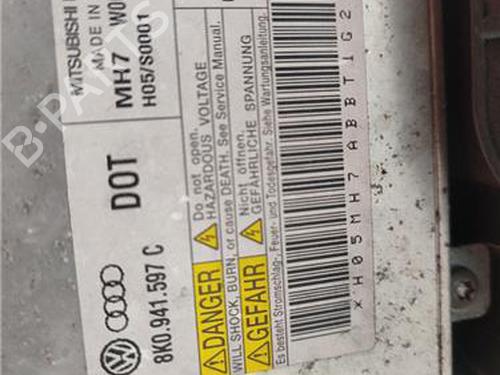 MITSUBISHI
MADE IN
MH7 W0
H05/S0001
DOT
8K0.941.597 C
DANGER
Do not open.
HAZARDOUS VOLTAGE
WILL SHOCK, BURN, or cause DEATH. See Service Manual.
GEFAHR
Nicht öffnen.
GEFÄHRLICHE SPANNUNG
Es besteht Stromschlag-, Feuer- und Todesgefahr. Siehe Wartungsanleitung.
*H05MH7ABBTIG2
B-PARTS